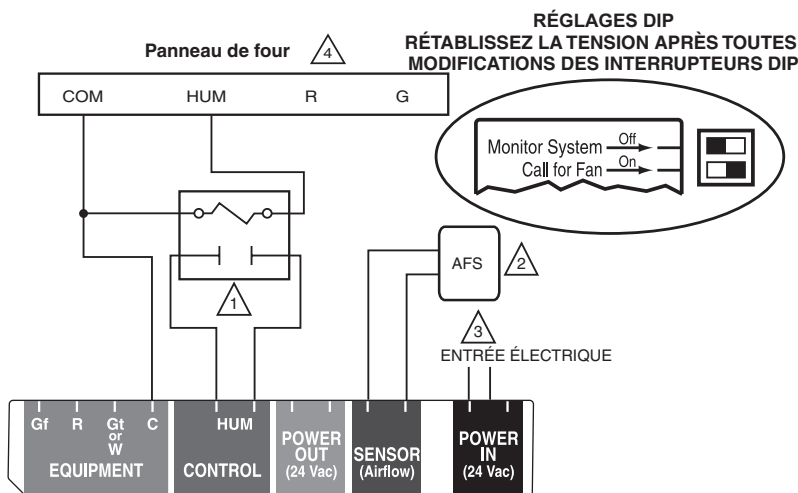 RÉGLAGES DIP
RÉTABLISSEZ LA TENSION APRÈS TOUTES
MODIFICATIONS DES INTERRUPTEURS DIP
Panneau de four 4
COM HUM R G
Monitor System Off
Call for Fan On
AFS 2
1
3
ENTRÉE ÉLECTRIQUE
Gf R Gt or W C
EQUIPMENT
HUM
CONTROL
POWER
OUT
(24 Vac)
SENSOR
(Airflow)
POWER
IN
(24 Vac)